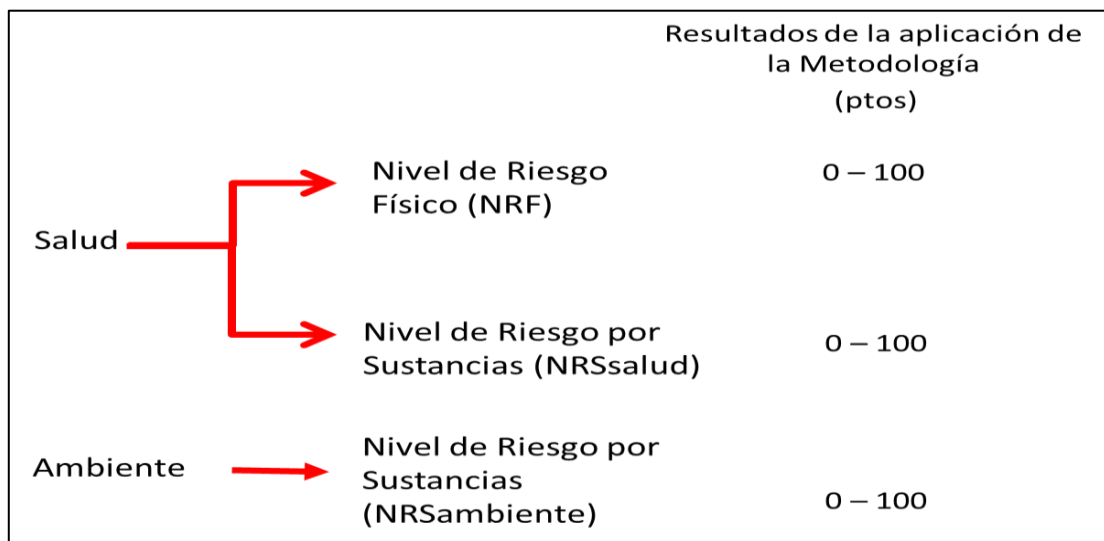 Resultados de la aplicación de
la Metodología
(ptos)
Nivel de Riesgo
Físico (NRF)
0 – 100
Salud
Nivel de Riesgo por
Sustancias (NRSsalud)
0 – 100
Ambiente
Nivel de Riesgo por
Sustancias
(NRSambiente)
0 – 100